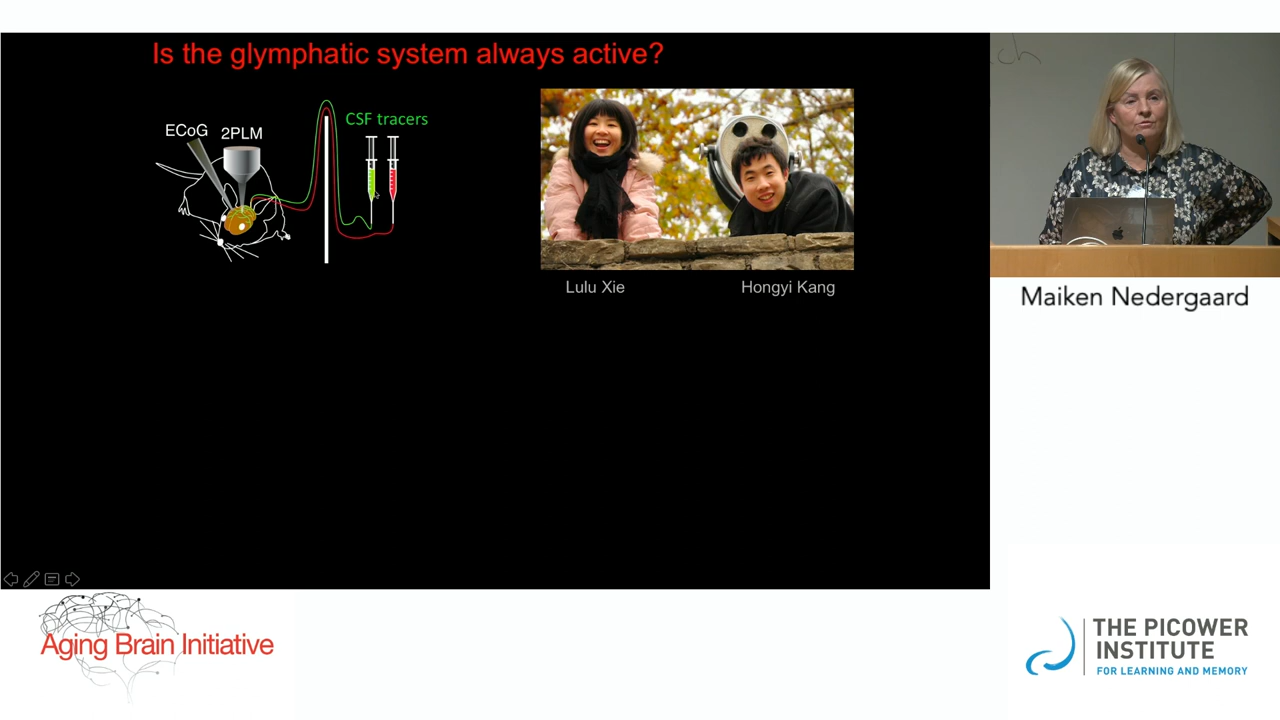 Is the glymphatic system always active?
ECoG
2PLM
CSF tracers
Lulu Xie
Hongyi Kang
Maiken Nedergaard
Aging Brain Initiative
THE PICOWER
INSTITUTE
FOR LEARNING AND MEMORY